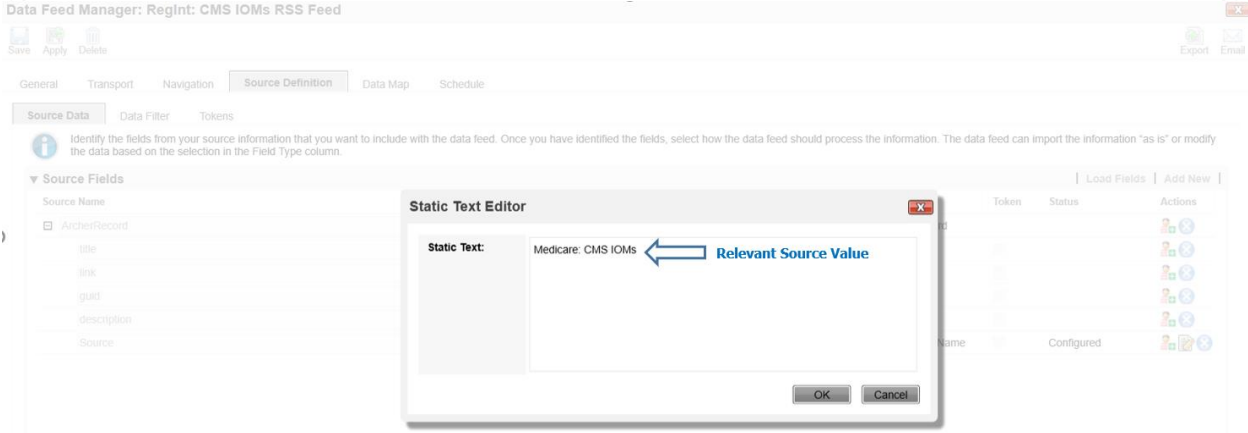 Data Feed Manager: RegInt: CMS IOMs RSS Feed
Save Apply Delete Export Email
General Transport Navigation Source Definition Data Map Schedule
Source Data Data Filter Tokens
Identify the fields from your source information that you want to include with the data feed. Once you have identified the fields, select how the data feed should process the information. The data feed can import the information "as is" or modify
the data based on the selection in the Field Type column.
Source Fields | Load Fields | Add New |
Source Name Token Status Actions
ArcherRecord rd
title
link
guid
description
Source Name Configured
Static Text Editor
Static Text: Medicare: CMS IOMs Relevant Source Value
OK Cancel